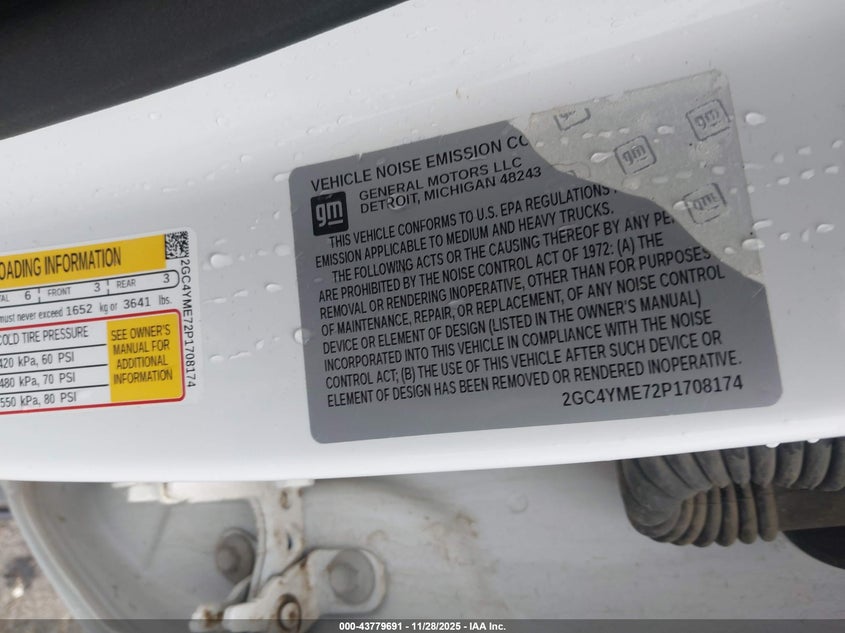 OADING INFORMATION
TAL 6 FRONT 3 REAR 3
must never exceed 1652 kg or 3641 lbs.
COLD TIRE PRESSURE
420 kPa, 60 PSI
480 kPa, 70 PSI
550 kPa, 80 PSI
SEE OWNER'S
MANUAL FOR
ADDITIONAL
INFORMATION
2GC4YME72P1708174
VEHICLE NOISE EMISSION CO
gm
GENERAL MOTORS LLC
DETROIT, MICHIGAN 48243
THIS VEHICLE CONFORMS TO U.S. EPA REGULATIONS
EMISSION APPLICABLE TO MEDIUM AND HEAVY TRUCKS.
THE FOLLOWING ACTS OR THE CAUSING THEREOF BY ANY PE
ARE PROHIBITED BY THE NOISE CONTROL ACT OF 1972: (A) THE
REMOVAL OR RENDERING INOPERATIVE, OTHER THAN FOR PURPOSES
OF MAINTENANCE, REPAIR, OR REPLACEMENT, OF ANY NOISE CONTROL
DEVICE OR ELEMENT OF DESIGN (LISTED IN THE OWNER'S MANUAL)
INCORPORATED INTO THIS VEHICLE IN COMPLIANCE WITH THE NOISE
CONTROL ACT; (B) THE USE OF THIS VEHICLE AFTER SUCH DEVICE OR
ELEMENT OF DESIGN HAS BEEN REMOVED OR RENDERED INOPERATIVE.
2GC4YME72P1708174
gm
gm
gm
000-43779691 - 11/28/2025 - IAA Inc.